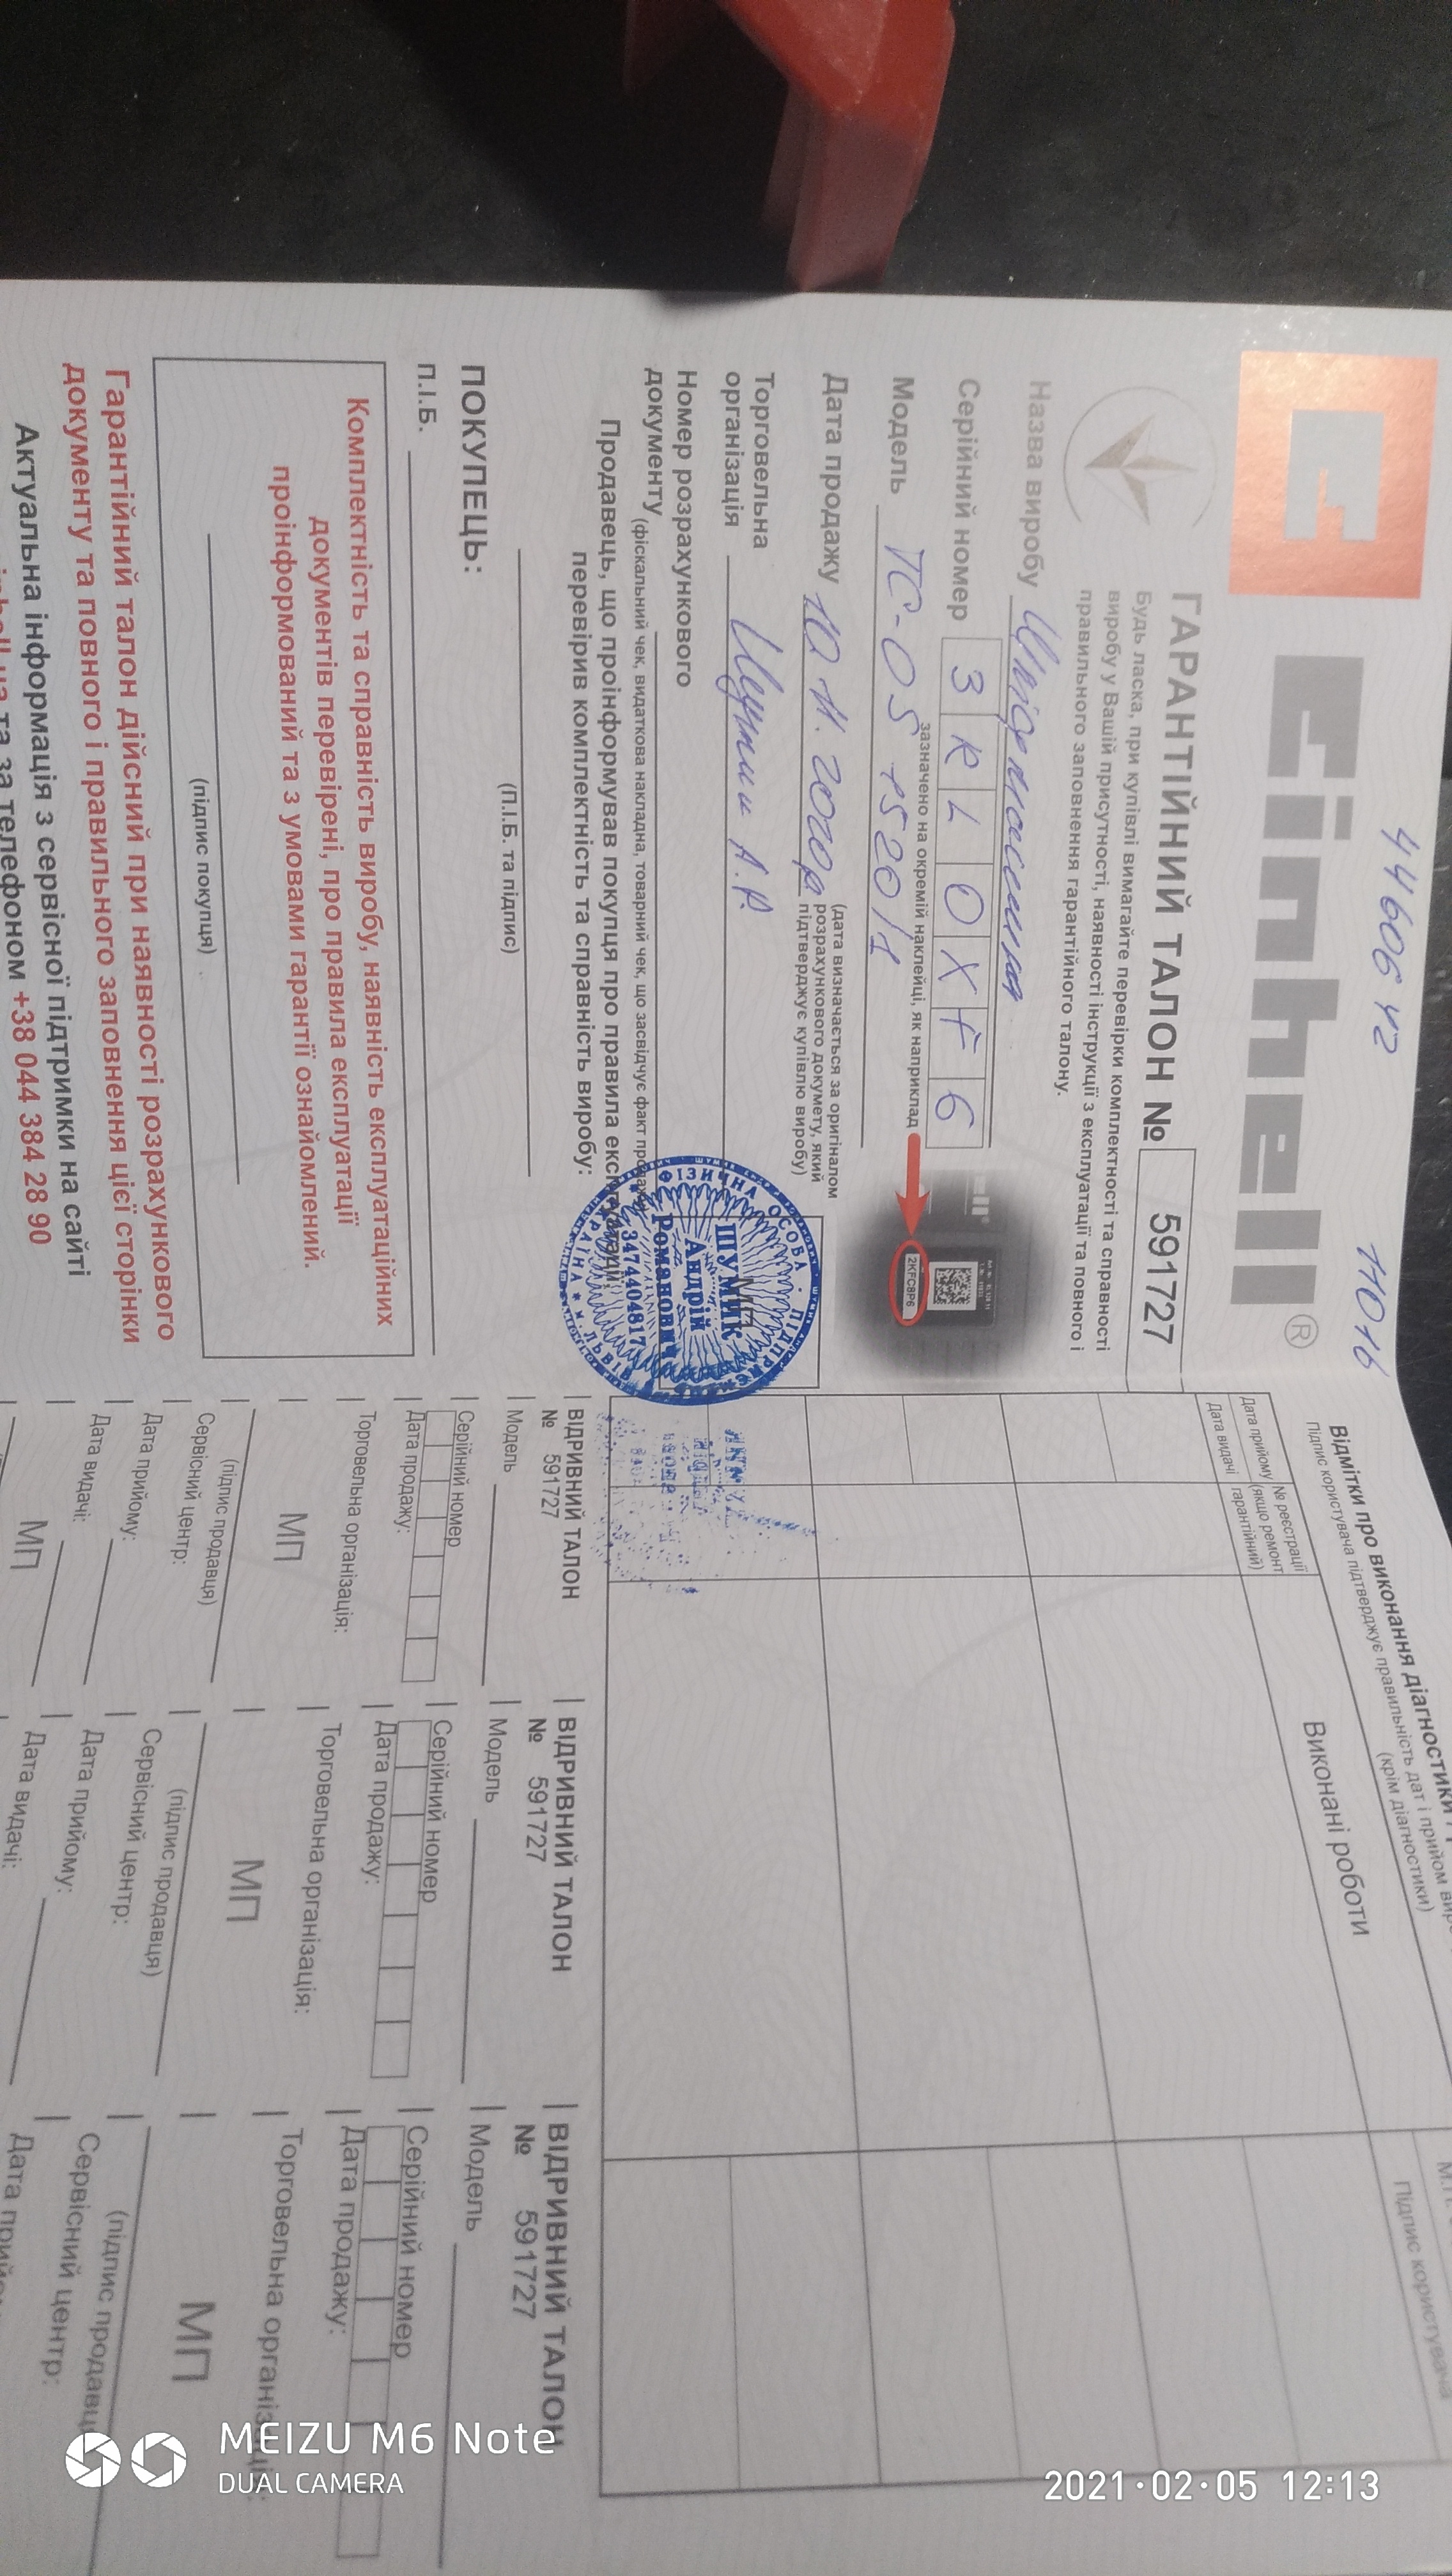 44606 42
11016
Einhell®
ГАРАНТІЙНИЙ ТАЛОН № 591727
Будь ласка, при купівлі вимагайте перевірки комплектності та справності
виробу у Вашій присутності, наявності інструкції з експлуатації та повного і
правильного заповнення гарантійного талону.
Назва виробу
Серійний номер 3 R L 0 X F 6
зазначено на окремій наклейці, як наприклад
2KFC8P6
Модель TC-OS 1520/1
Дата продажу 10 11. 2020р
(дата визначається за оригіналом
розрахункового докумету, який
підтверджує купівлю виробу)
Торговельна
організація Шумик А.Р.
Номер розрахункового
документу
(фіскальний чек, видаткова накладна, товарний чек, що засвідчує факт продажу)
Продавець, що проінформував покупця про правила експлуатації,
перевірив комплектність та справність виробу:
(П.І.Б. та підпис)
МП
ФІЗИЧНА ОСОБА - ПІДПРИЄМЕЦЬ
ШУМИК
Андрій
Романович
3474404817
УКРАЇНА * м. ЛЬВІВ
ПОКУПЕЦЬ:
П.І.Б.
Комплектність та справність виробу, наявність експлуатаційних
документів перевірені, про правила експлуатації
проінформований та з умовами гарантії ознайомлений.
(підпис покупця)
Гарантійний талон дійсний при наявності розрахункового
документу та повного і правильного заповнення цієї сторінки
Актуальна інформація з сервісної підтримки на сайті
та за телефоном +38 044 384 28 90
Відмітки про виконання діагностики
Підпис користувача підтверджує правильність дат і прийом
(крім діагностики)
Дата прийому
Дата видачі
№ реєстрації
(якщо ремонт
гарантійний)
Виконані роботи
Підпис користувача
ВІДРИВНИЙ ТАЛОН
№ 591727
Модель
Серійний номер
Дата продажу:
Торговельна організація:
МП
(підпис продавця)
Сервісний центр:
Дата прийому:
Дата видачі:
МП
ВІДРИВНИЙ ТАЛОН
№ 591727
Модель
Серійний номер
Дата продажу:
Торговельна організація:
МП
(підпис продавця)
Сервісний центр:
Дата прийому:
Дата видачі:
ВІДРИВНИЙ ТАЛОН
№ 591727
Модель
Серійний номер
Дата продажу:
Торговельна
МП
(підпис
Сервісний центр:
Дата
MEIZU M6 Note
DUAL CAMERA
2021·02·05 12:13